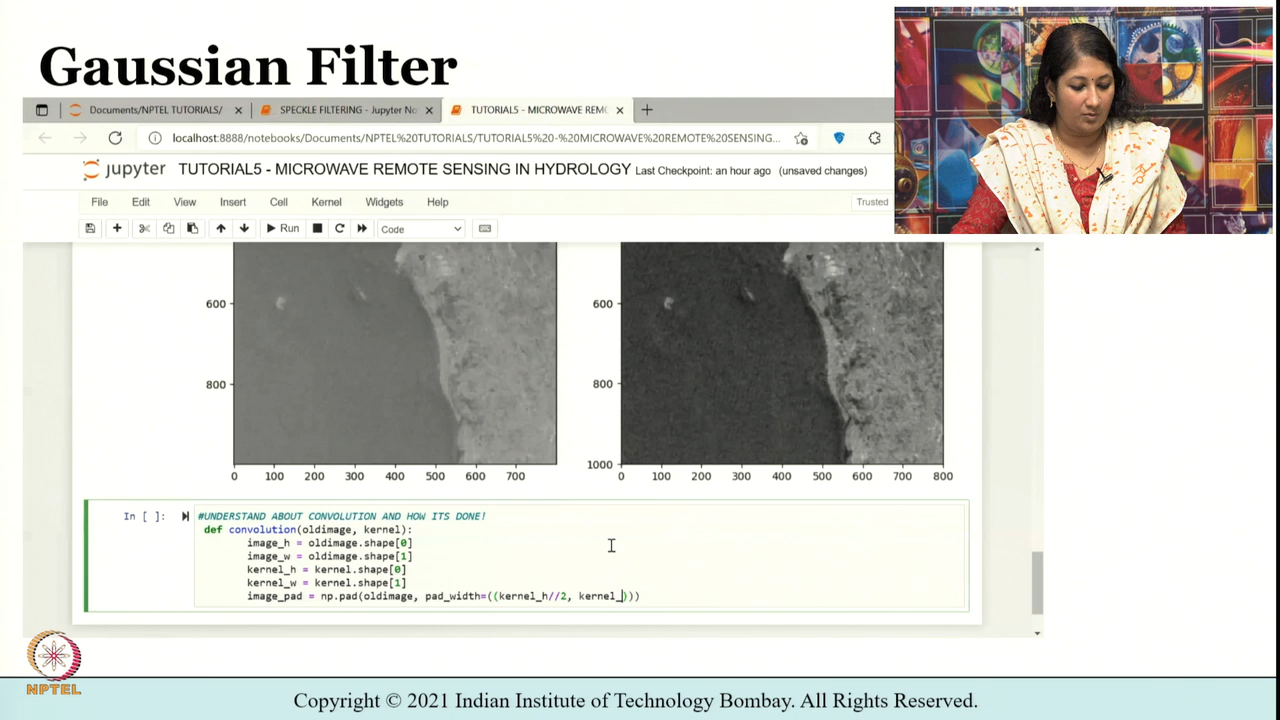 Gaussian Filter
Documents/NPTEL TUTORIALS/
SPECKLE FILTERING - Jupyter No
TUTORIAL5 - MICROWAVE REM
localhost:8888/notebooks/Documents/NPTEL%20TUTORIALS/TUTORIAL5%20-%20MICROWAVE%20REMOTE%20SENSING...
jupyter TUTORIAL5 - MICROWAVE REMOTE SENSING IN HYDROLOGY Last Checkpoint: an hour ago (unsaved changes)
File Edit View Insert Cell Kernel Widgets Help Trusted
Run Code
600
800
0 100 200 300 400 500 600 700
600
800
1000
0 100 200 300 400 500 600 700 800
In [ ]:
#UNDERSTAND ABOUT CONVOLUTION AND HOW ITS DONE!
def convolution(oldimage, kernel):
image_h = oldimage.shape[0]
image_w = oldimage.shape[1]
kernel_h = kernel.shape[0]
kernel_w = kernel.shape[1]
image_pad = np.pad(oldimage, pad_width=((kernel_h//2, kernel_)))
NPTEL
Copyright © 2021 Indian Institute of Technology Bombay. All Rights Reserved.